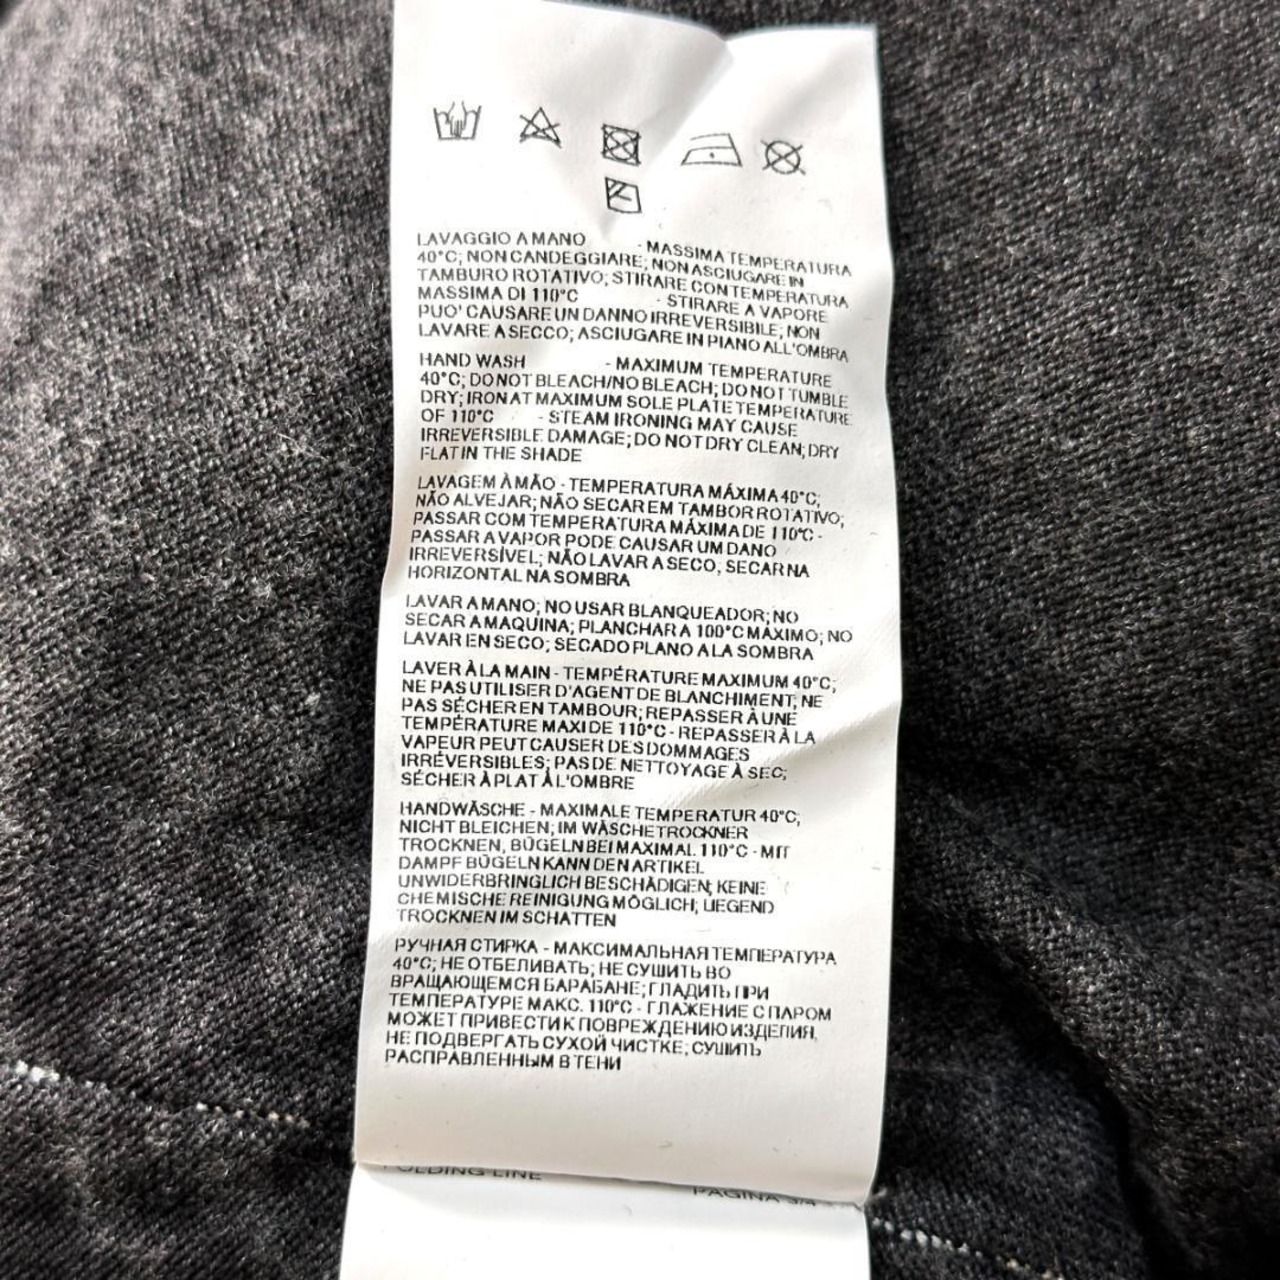 LAVAGGIO A MANO - MASSIMA TEMPERATURA
40°C; NON CANDEGGIARE; NON ASCIUGARE IN
TAMBURO ROTATIVO; STIRARE CON TEMPERATURA
MASSIMA DI 110°C - STIRARE A VAPORE
PUO' CAUSARE UN DANNO IRREVERSIBILE; NON
LAVARE A SECCO; ASCIUGARE IN PIANO ALL'OMBRA
HAND WASH - MAXIMUM TEMPERATURE
40°C; DO NOT BLEACH/NO BLEACH; DO NOT TUMBLE
DRY; IRON AT MAXIMUM SOLE PLATE TEMPERATURE
OF 110°C - STEAM IRONING MAY CAUSE
IRREVERSIBLE DAMAGE; DO NOT DRY CLEAN; DRY
FLAT IN THE SHADE
LAVAGEM À MÃO - TEMPERATURA MÁXIMA 40°C;
NÃO ALVEJAR; NÃO SECAR EM TAMBOR ROTATIVO;
PASSAR COM TEMPERATURA MÁXIMA DE 110°C -
PASSAR A VAPOR PODE CAUSAR UM DANO
IRREVERSÍVEL; NÃO LAVAR A SECO, SECAR NA
HORIZONTAL NA SOMBRA
LAVAR A MANO; NO USAR BLANQUEADOR; NO
SECAR A MAQUINA; PLANCHAR A 100°C MÁXIMO; NO
LAVAR EN SECO; SECADO PLANO A LA SOMBRA
LAVER À LA MAIN - TEMPÉRATURE MAXIMUM 40°C;
NE PAS UTILISER D'AGENT DE BLANCHIMENT; NE
PAS SÉCHER EN TAMBOUR; REPASSER À UNE
TEMPÉRATURE MAXI DE 110°C - REPASSER À LA
VAPEUR PEUT CAUSER DES DOMMAGES
IRRÉVERSIBLES; PAS DE NETTOYAGE À SEC;
SÉCHER À PLAT À L'OMBRE
HANDWÄSCHE - MAXIMALE TEMPERATUR 40°C;
NICHT BLEICHEN; IM WÄSCHETROCKNER
TROCKNEN, BÜGELN BEI MAXIMAL 110°C - MIT
DAMPF BÜGELN KANN DEN ARTIKEL
UNWIDERBRINGLICH BESCHÄDIGEN; KEINE
CHEMISCHE REINIGUNG MÖGLICH; LIEGEND
TROCKNEN IM SCHATTEN
РУЧНАЯ СТИРКА - МАКСИМАЛЬНАЯ ТЕМПЕРАТУРА
40°C; НЕ ОТБЕЛИВАТЬ; НЕ СУШИТЬ ВО
ВРАЩАЮЩЕМСЯ БАРАБАНЕ; ГЛАДИТЬ ПРИ
ТЕМПЕРАТУРЕ МАКС. 110°C - ГЛАЖЕНИЕ С ПАРОМ
МОЖЕТ ПРИВЕСТИ К ПОВРЕЖДЕНИЮ ИЗДЕЛИЯ,
НЕ ПОДВЕРГАТЬ СУХОЙ ЧИСТКЕ; СУШИТЬ
РАСПРАВЛЕННЫМ В ТЕНИ
FOLDING LINE PAGINA 3/4